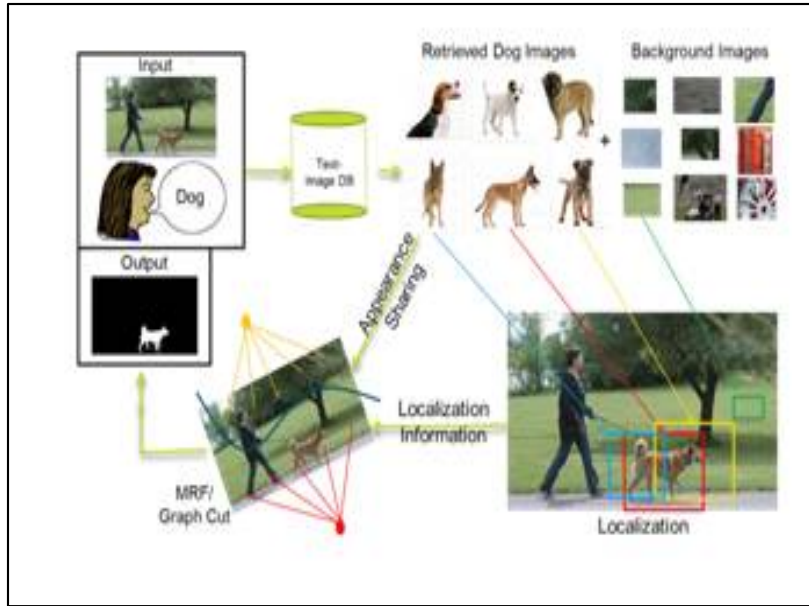 Input
Dog
Output
Text-
image DB
Retrieved Dog Images
Background Images
+
Appearance
Sharing
Localization
Information
MRF/
Graph Cut
Localization